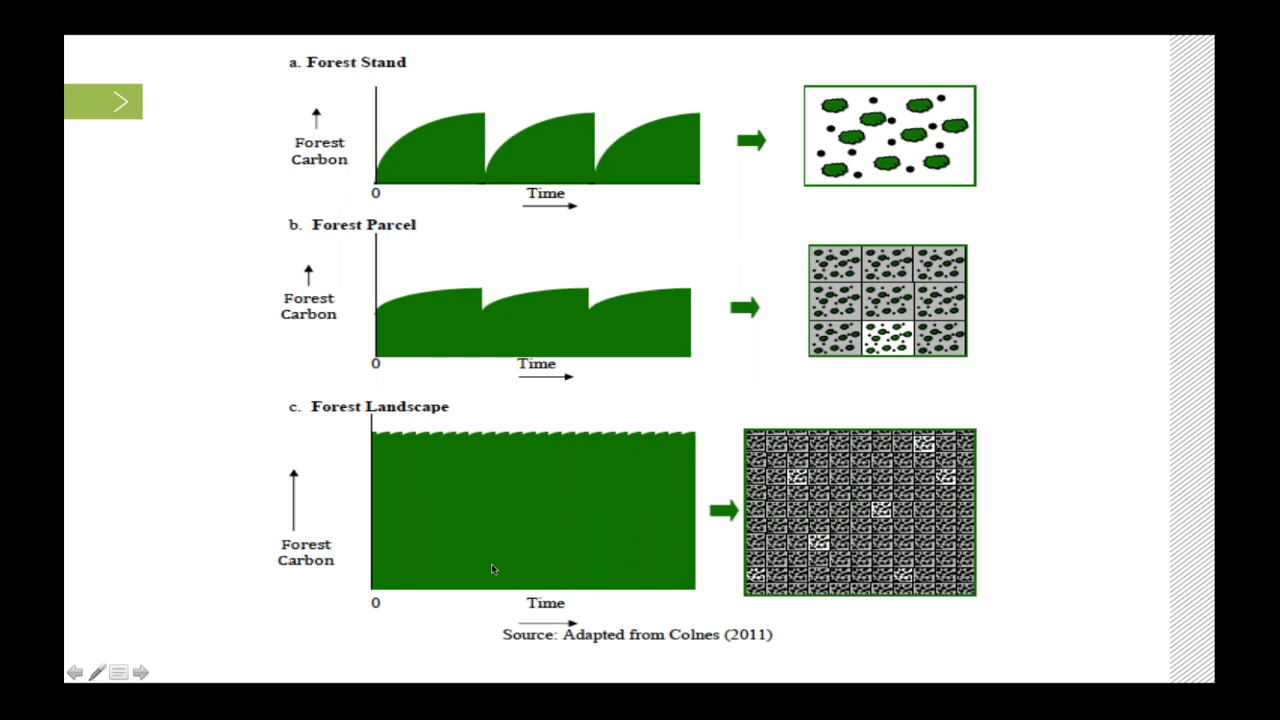 a. Forest Stand
Forest
Carbon
0
Time
b. Forest Parcel
Forest
Carbon
0
Time
c. Forest Landscape
Forest
Carbon
0
Time
Source: Adapted from Colnes (2011)